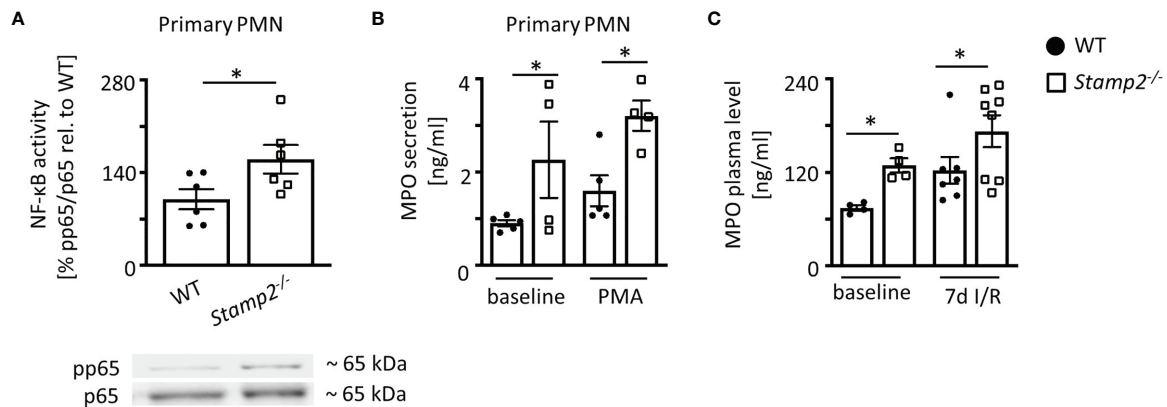 A
Primary PMN
NF-κB activity
[% pp65/p65 rel. to WT]
280
140
0
*
WT
Stamp2-/-
pp65
~ 65 kDa
p65
~ 65 kDa
B
Primary PMN
MPO secretion
[ng/ml]
4
2
0
*
*
baseline
PMA
C
MPO plasma level
[ng/ml]
240
120
0
*
*
baseline
7d I/R
WT
Stamp2-/-